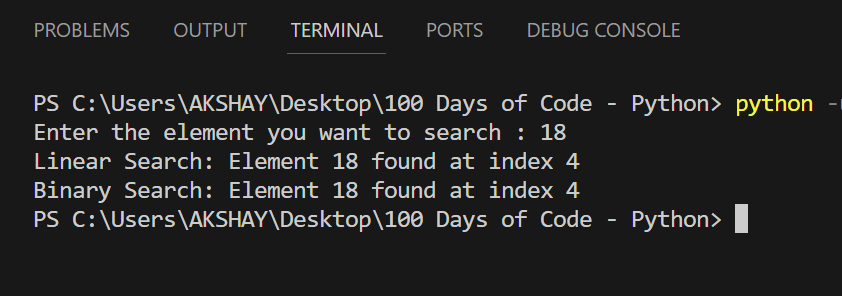 PROBLEMS OUTPUT TERMINAL PORTS DEBUG CONSOLE
PS C:\Users\AKSHAY\Desktop\100 Days of Code - Python> python -
Enter the element you want to search : 18
Linear Search: Element 18 found at index 4
Binary Search: Element 18 found at index 4
PS C:\Users\AKSHAY\Desktop\100 Days of Code - Python>